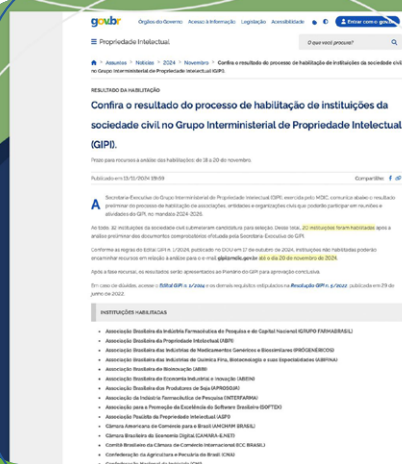 gov.br Órgãos do Governo Acesso à Informação Legislação Acessibilidade Entrar com o gov.br
Propriedade Intelectual O que você procura?
Assuntos > Notícias > 2024 > Novembro > Confira o resultado do processo de habilitação de instituições da sociedade civil
no Grupo Interministerial de Propriedade Intelectual (GIPI).
RESULTADO DA HABILITAÇÃO
Confira o resultado do processo de habilitação de instituições da
sociedade civil no Grupo Interministerial de Propriedade Intelectual
(GIPI).
Prazo para recursos à análise das habilitações: de 18 a 20 de novembro.
Publicado em 15/11/2024 Compartilhe: f
A Secretaria-Executiva do Grupo Interministerial de Propriedade Intelectual (GIPI), exercida pelo MDIC, comunica abaixo o resultado
preliminar do processo de habilitação de associações, entidades e organizações civis que poderão participar em reuniões e
atividades do GIPI, no mandato 2024-2026.
Ao todo, 32 instituições da sociedade civil submeteram candidatura para seleção. Desse total, 20 instituições foram habilitadas após a
análise preliminar dos documentos comprobatórios efetuada pela Secretaria Executiva do GIPI.
Conforme as regras do Edital GIPI n. 1/2024, publicado no DOU em 17 de outubro de 2024, instituições não habilitadas poderão
encaminhar recursos em relação à análise para o e-mail gipi@mdic.gov.br até o dia 20 de novembro de 2024.
Após a fase recursal, os resultados serão apresentados ao Plenário do GIPI para aprovação conclusiva.
Em caso de dúvidas, acesse o Edital GIPI n. 1/2024 e os demais requisitos estipulados na Resolução GIPI n. 3/2022, publicada em 29 de
junho de 2022.
INSTITUIÇÕES HABILITADAS
Associação Brasileira da Indústria Farmacêutica de Pesquisa e de Capital Nacional (GRUPO FARMABRASIL)
Associação Brasileira da Propriedade Intelectual (ABPI)
Associação Brasileira das Indústrias de Medicamentos Genéricos e Biossimilares (PRÓGENÉRICOS)
Associação Brasileira das Indústrias de Química Fina, Biotecnologia e suas Especialidades (ABIFINA)
Associação Brasileira de Bioinovação (ABBI)
Associação Brasileira de Economia Industrial e Inovação (ABEIN)
Associação Brasileira dos Produtores de Soja (APROSOJA)
Associação da Indústria Farmacêutica de Pesquisa (INTERFARMA)
Associação para a Promoção da Excelência do Software Brasileiro (SOFTEX)
Associação Paulista da Propriedade Intelectual (ASPI)
Câmara Americana de Comércio para o Brasil (AMCHAM BRASIL)
Câmara Brasileira da Economia Digital (CAMARA-E.NET)
Comitê Brasileiro da Câmara de Comércio Internacional (ICC BRASIL)
Confederação da Agricultura e Pecuária do Brasil (CNA)
Confederação Nacional da Indústria (CNI)